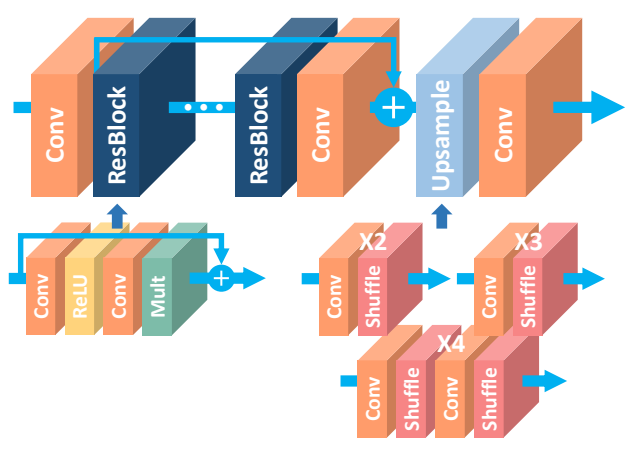 Conv
ResBlock
ResBlock
Conv
Upsample
Conv
Conv
ReLU
Conv
Mult
X2
Conv
Shuffle
X3
Conv
Shuffle
X4
Conv
Shuffle
Conv
Shuffle